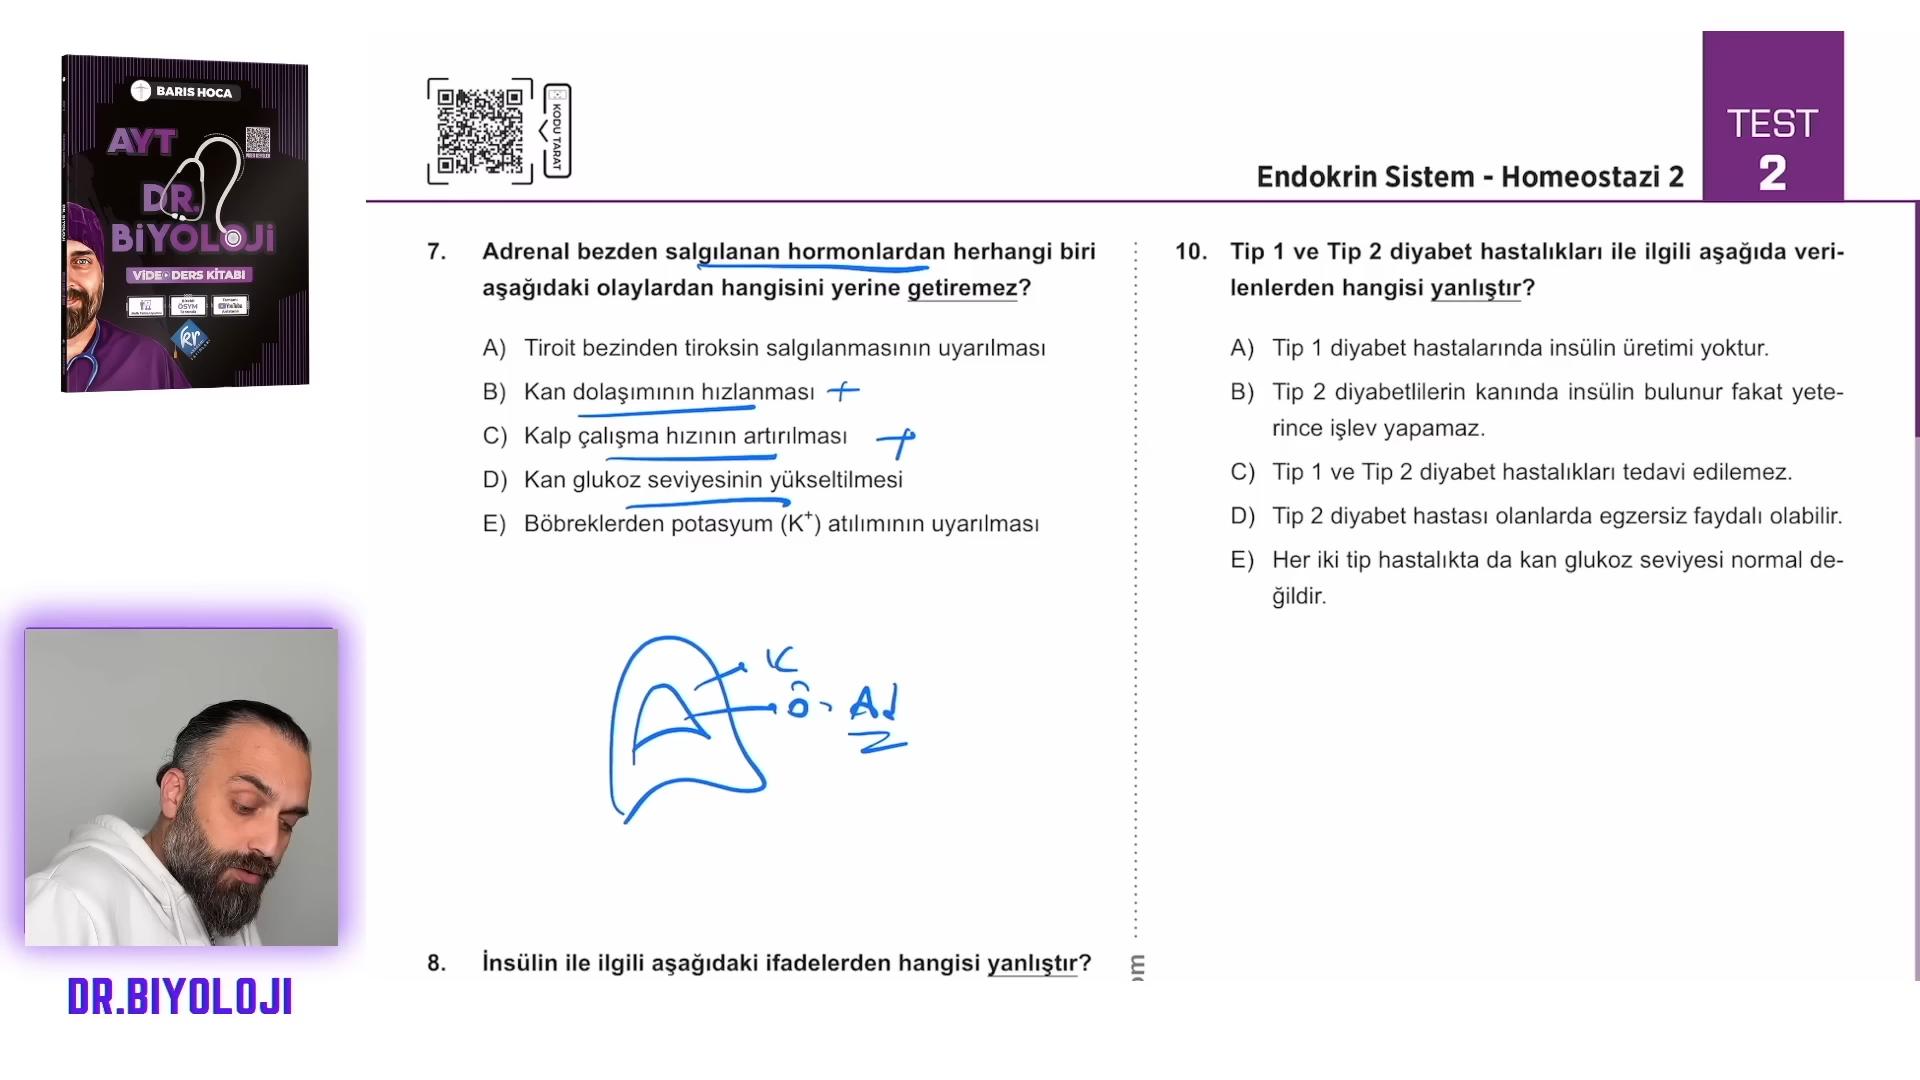 BARIS HOCA
AYT
DR.
BİYOLOJİ
VİDEO DERS KİTABI
ÖSYM
YouTube
kr
DR.BIYOLOJI
KODU TARAT
TEST
2
Endokrin Sistem - Homeostazi 2
7. Adrenal bezden salgılanan hormonlardan herhangi biri
aşağıdaki olaylardan hangisini yerine getiremez?
A) Tiroit bezinden tiroksin salgılanmasının uyarılması
B) Kan dolaşımının hızlanması +
C) Kalp çalışma hızının artırılması +
D) Kan glukoz seviyesinin yükseltilmesi
E) Böbreklerden potasyum (K+) atılımının uyarılması
K
Ö
Ad
8. İnsülin ile ilgili aşağıdaki ifadelerden hangisi yanlıştır?
10. Tip 1 ve Tip 2 diyabet hastalıkları ile ilgili aşağıda veri-
lenlerden hangisi yanlıştır?
A) Tip 1 diyabet hastalarında insülin üretimi yoktur.
B) Tip 2 diyabetlilerin kanında insülin bulunur fakat yete-
rince işlev yapamaz.
C) Tip 1 ve Tip 2 diyabet hastalıkları tedavi edilemez.
D) Tip 2 diyabet hastası olanlarda egzersiz faydalı olabilir.
E) Her iki tip hastalıkta da kan glukoz seviyesi normal de-
ğildir.